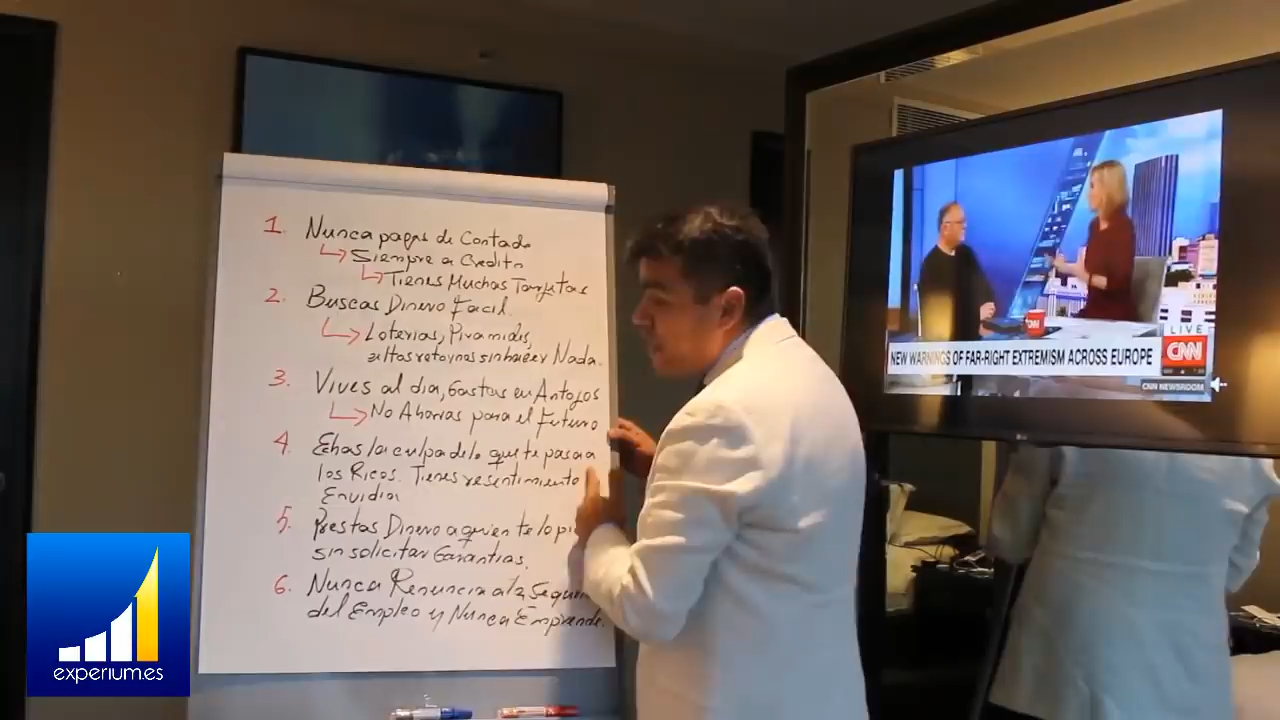 1. Nunca pagas de Contado
Siempre a Credito
Tienes Muchas Tarjetas
2. Buscas Dinero Facil.
Loterias, Piramides,
altos retornos sin hacer Nada.
3. Vives al dia, Gastas en Antojos
No Ahorras para el Futuro
4. Echas la culpa de lo que te pasa a
los Ricos. Tienes resentimiento
Envidia
5. Prestas Dinero a quien te lo pi
sin solicitar Garantias.
6. Nunca Renuncia a la Segur
del Empleo y Nunca Emprende.
experium.es
CNN
LIVE
NEW WARNINGS OF FAR-RIGHT EXTREMISM ACROSS EUROPE
CNN
CNN NEWSROOM